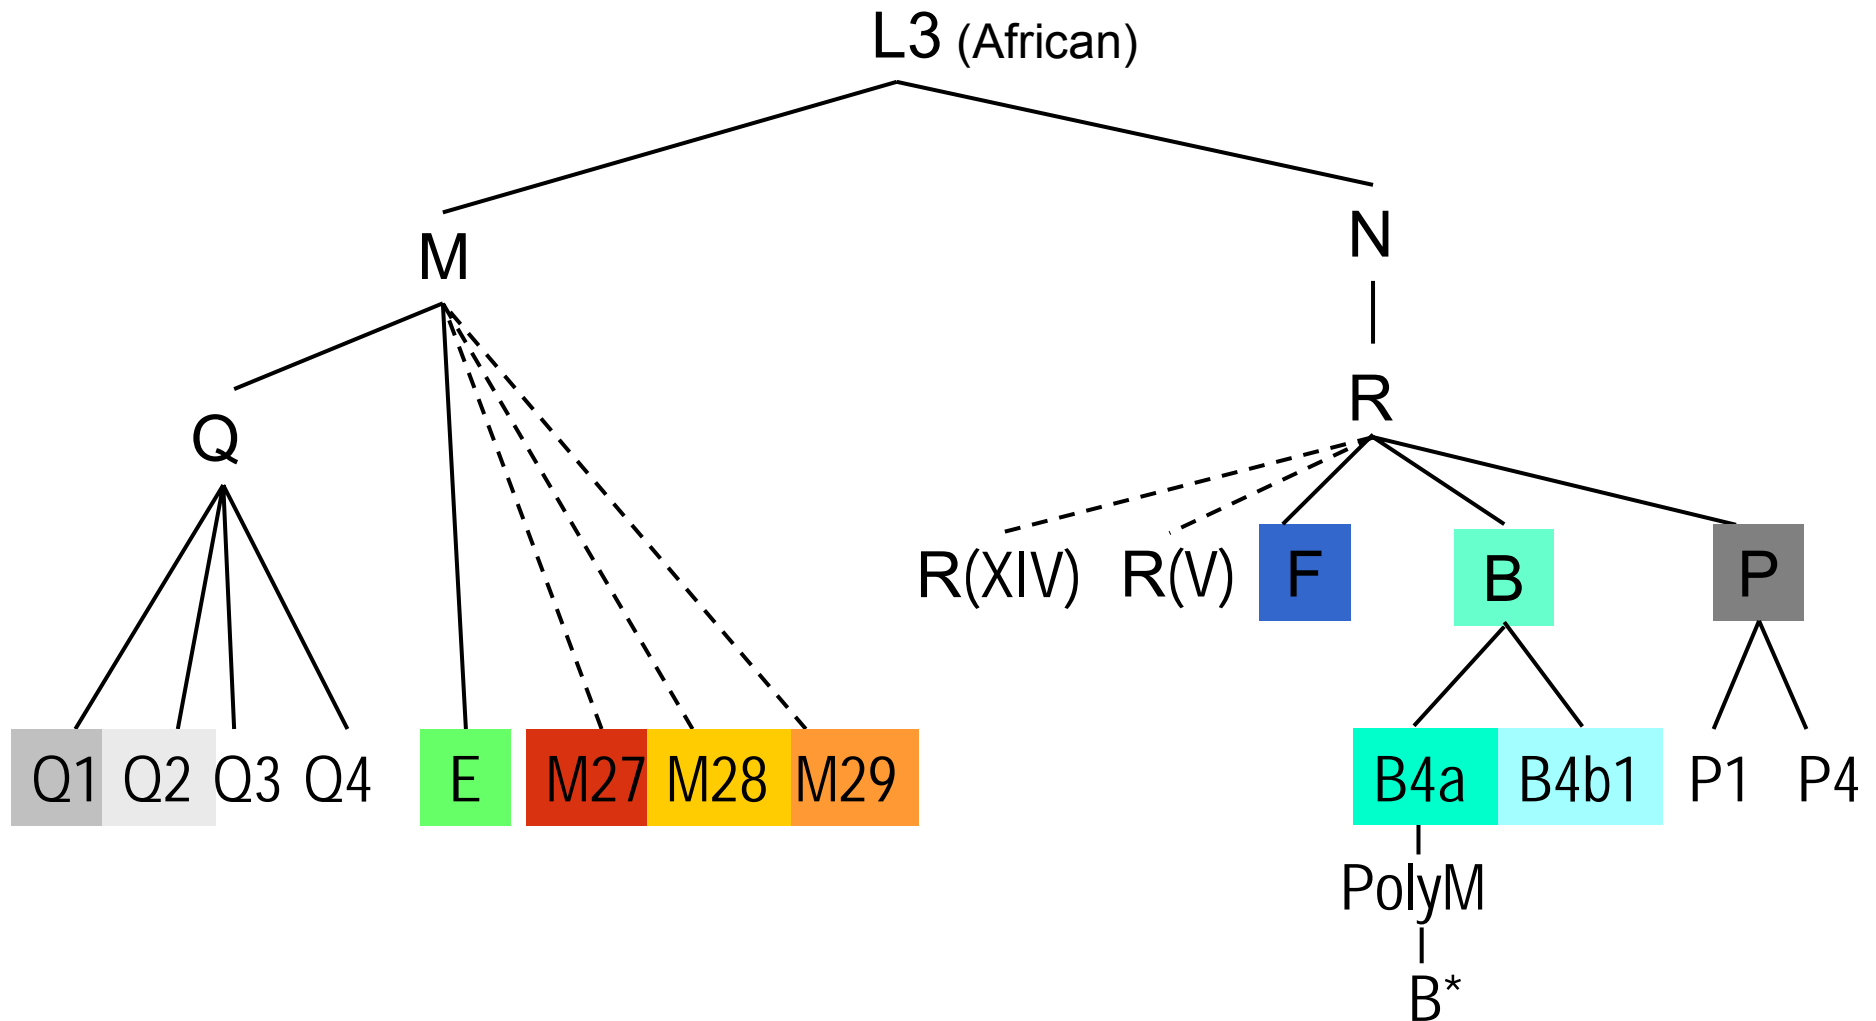 L3 (African)
N
M
R
Q
R(XIV) R(V) F B P
Q1 Q2 Q3 Q4 E M27 M28 M29 B4a B4b1 P1 P4
PolyM
B*